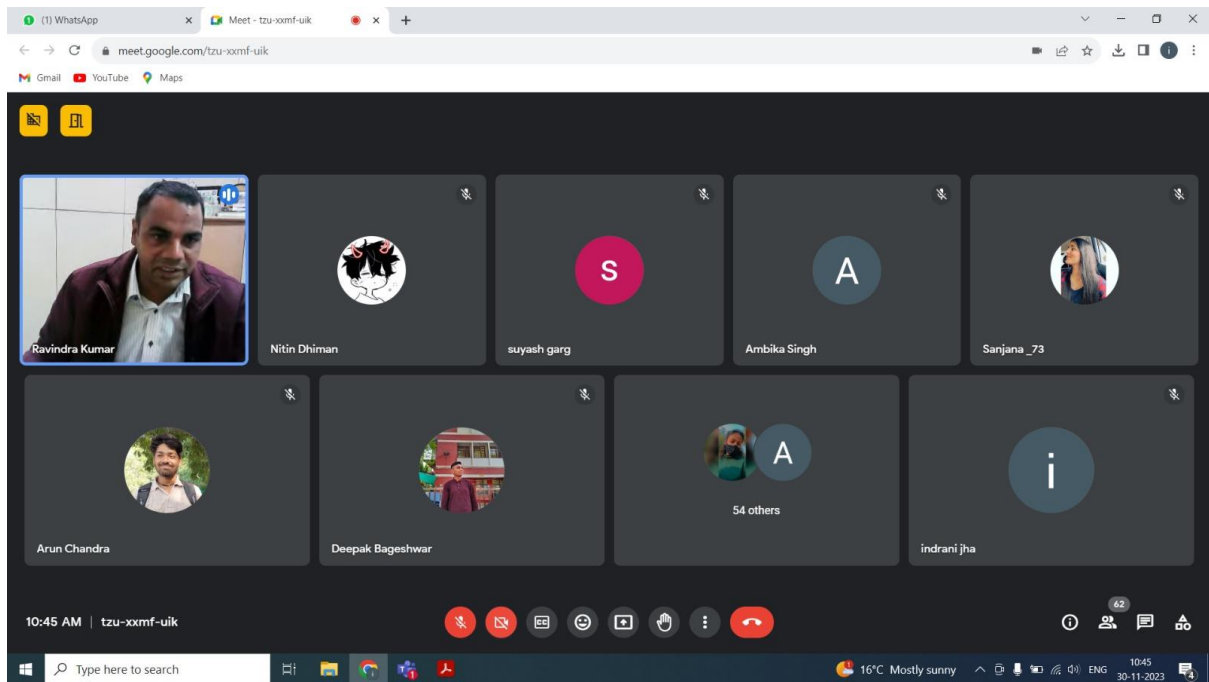 (1) WhatsApp
Meet - tzu-xxmf-uik
meet.google.com/tzu-xxmf-uik
Gmail YouTube Maps
Ravindra Kumar
Nitin Dhiman
s
suyash garg
A
Ambika Singh
Sanjana _73
Arun Chandra
Deepak Bageshwar
A
54 others
i
indrani jha
10:45 AM | tzu-xxmf-uik
CC
62
Type here to search
16°C Mostly sunny
ENG
10:45
30-11-2023
4